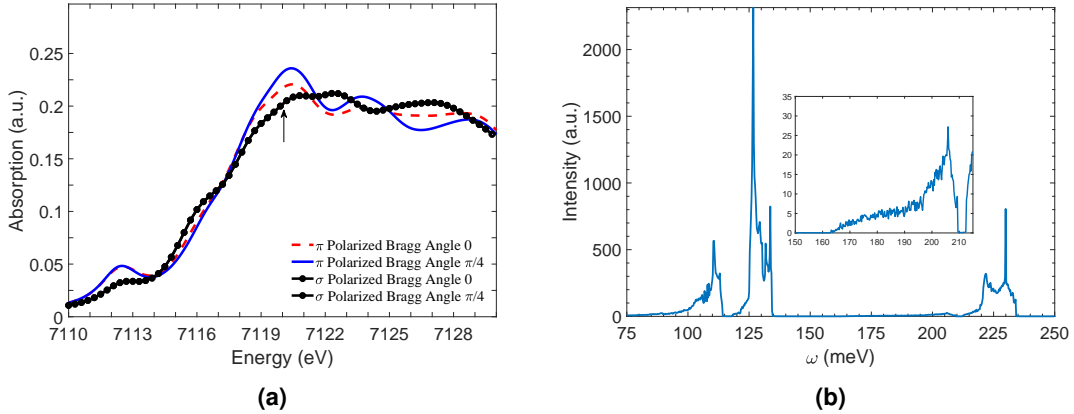 0.25
0.2
0.15
0.1
0.05
0
Absorption (a.u.)
π Polarized Bragg Angle 0
π Polarized Bragg Angle π/4
σ Polarized Bragg Angle 0
σ Polarized Bragg Angle π/4
7110 7113 7116 7119 7122 7125 7128
Energy (eV)
(a)
2000
1500
1000
500
0
Intensity (a.u.)
35
30
25
20
15
10
5
0
150 160 170 180 190 200 210
75 100 125 150 175 200 225 250
ω (meV)
(b)